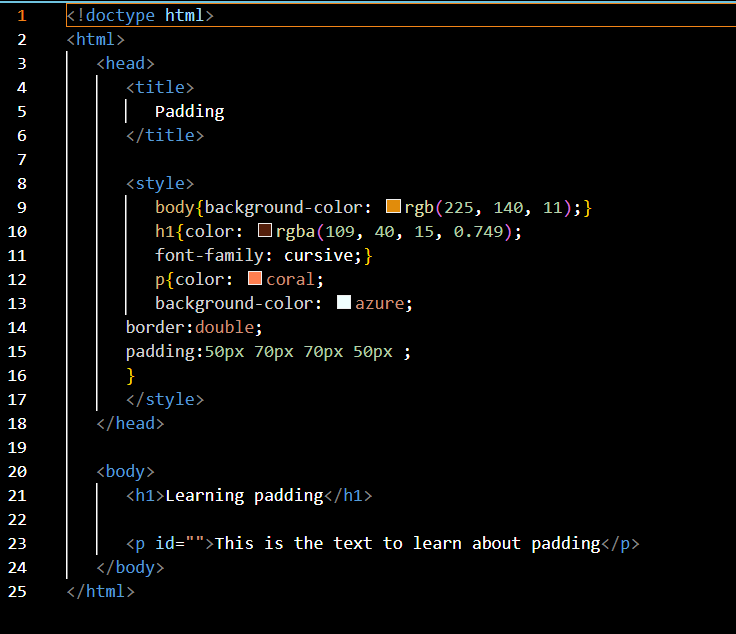 1 <!doctype html>
2 <html>
3 <head>
4 <title>
5 Padding
6 </title>
7
8 <style>
9 body{background-color: rgb(225, 140, 11);}
10 h1{color: rgba(109, 40, 15, 0.749);
11 font-family: cursive;}
12 p{color: coral;
13 background-color: azure;
14 border:double;
15 padding:50px 70px 70px 50px ;
16 }
17 </style>
18 </head>
19
20 <body>
21 <h1>Learning padding</h1>
22
23 <p id="">This is the text to learn about padding</p>
24 </body>
25 </html>